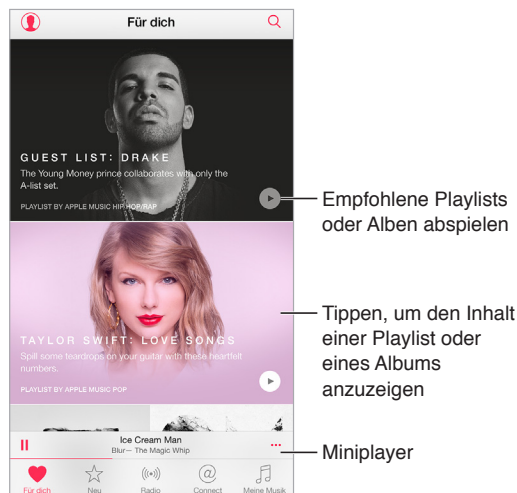 Für dich
GUEST LIST: DRAKE
The Young Money prince collaborates with only the
A-list set.
PLAYLIST BY APPLE MUSIC HIP HOP/RAP
Empfohlene Playlists
oder Alben abspielen
TAYLOR SWIFT: LOVE SONGS
Spill some teardrops on your guitar with these heartfelt
numbers.
PLAYLIST BY APPLE MUSIC POP
Tippen, um den Inhalt
einer Playlist oder
eines Albums
anzuzeigen
Ice Cream Man
Blur— The Magic Whip
Miniplayer
Für dich
Neu
Radio
Connect
Meine Musik